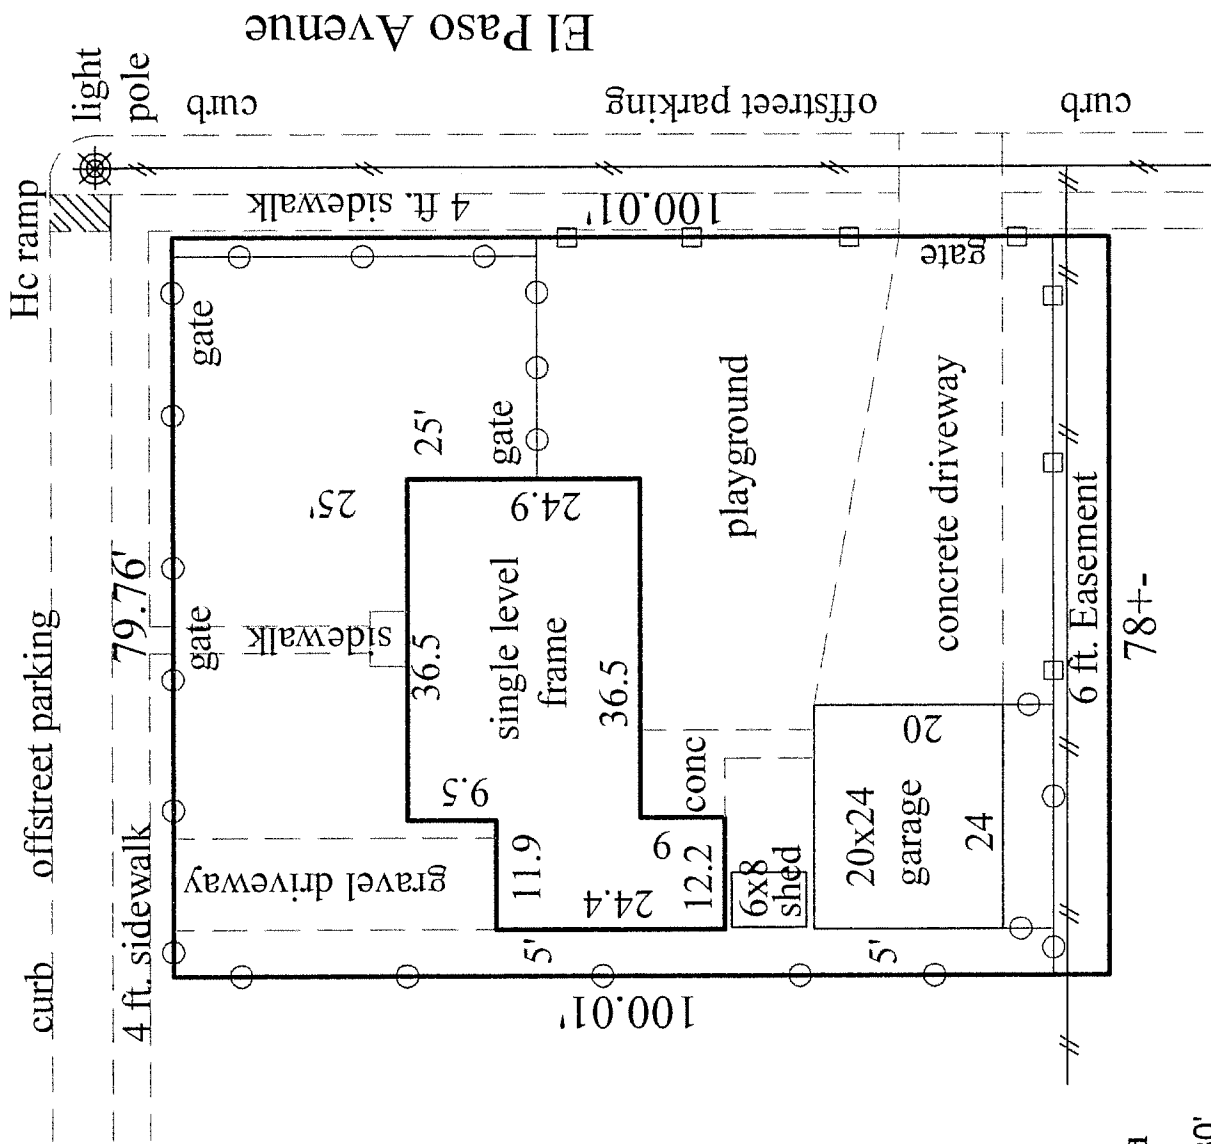 El Paso Avenue
light
pole
curb
offstreet parking
curb
Hc ramp
4 ft. sidewalk
100.01'
gate
gate
25'
gate
25'
24.9
playground
concrete driveway
6 ft. Easement
78+-
79.76'
gate
sidewalk
36.5
single level
frame
36.5
offstreet parking
curb
4 ft. sidewalk
gravel driveway
9.5
11.9
24.4
9
12.2
conc
6x8
shed
20x24
garage
20
24
5'
5'
100.01'